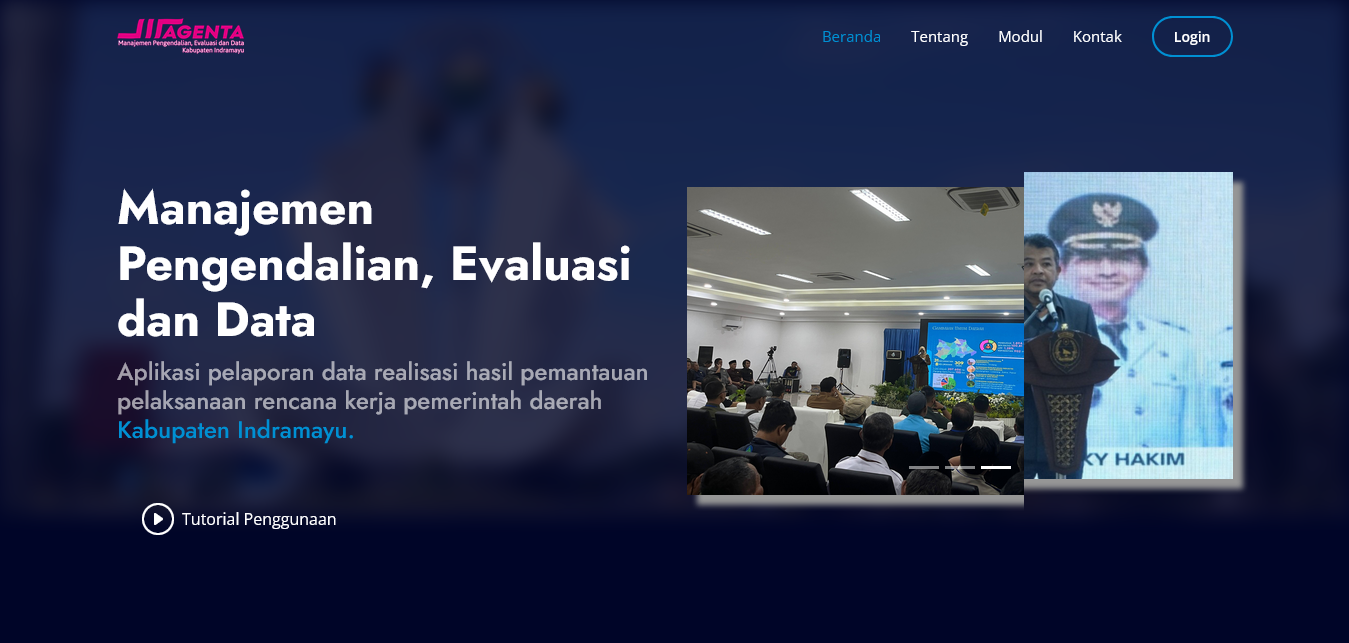 MAGENTA
Manajemen Pengendalian, Evaluasi dan Data
Kabupaten Indramayu
Beranda
Tentang
Modul
Kontak
Login
Manajemen
Pengendalian, Evaluasi
dan Data
Aplikasi pelaporan data realisasi hasil pemantauan
pelaksanaan rencana kerja pemerintah daerah
Kabupaten Indramayu.
KY HAKIM
Tutorial Penggunaan